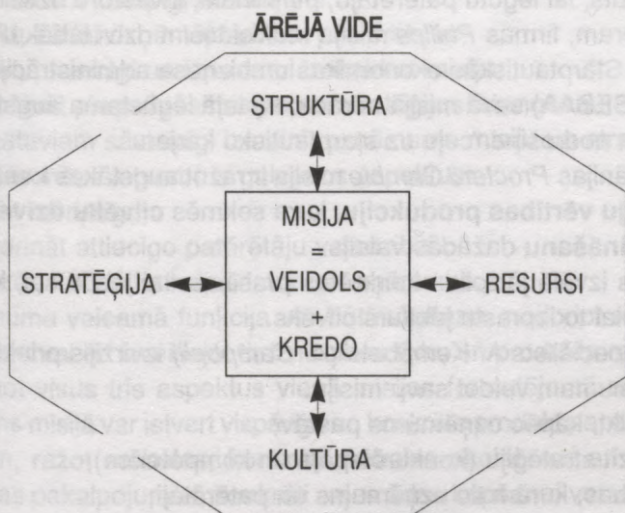 ĀRĒJĀ VIDE
STRUKTŪRA
MISIJA
=
VEIDOLS
+
KREDO
STRATĒĢIJA
RESURSI
KULTŪRA